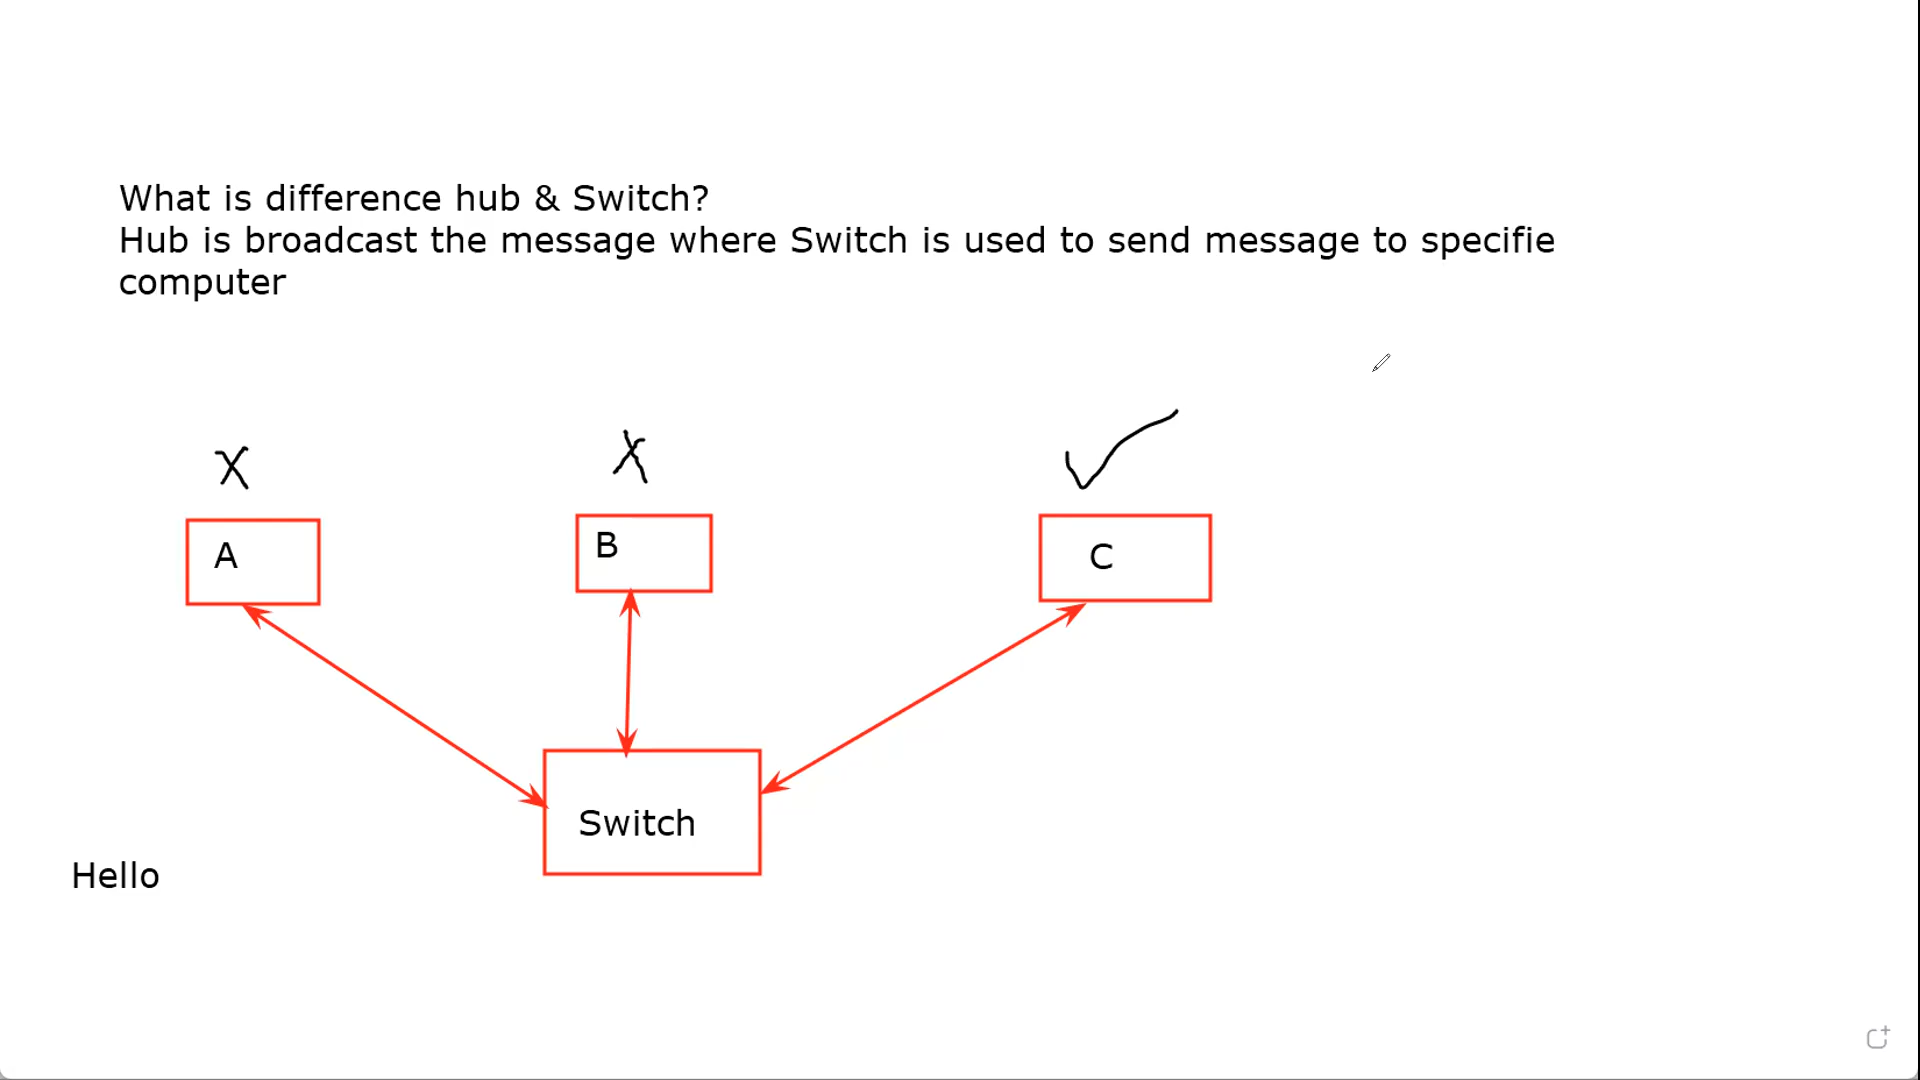 What is difference hub & Switch?
Hub is broadcast the message where Switch is used to send message to specifie
computer
A
B
C
Switch
Hello